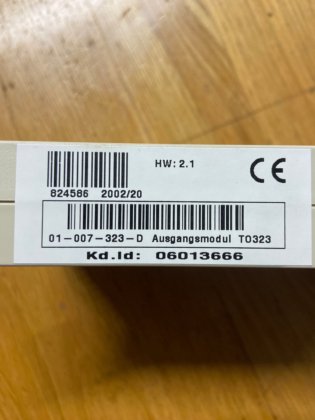 HW: 2.1
CE
824586 2002/20
01-007-323-D Ausgangsmodul TO323
Kd.Id: 06013666